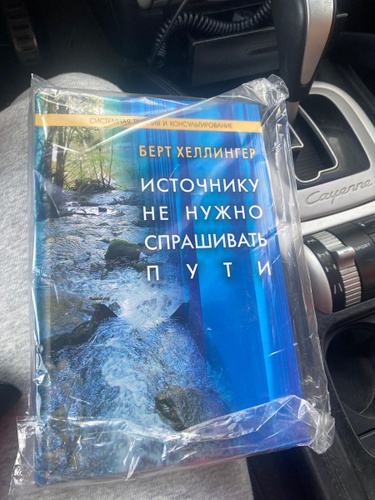 СИСТЕМНАЯ ТЕРАПИЯ И КОНСУЛЬТИРОВАНИЕ
БЕРТ ХЕЛЛИНГЕР
ИСТОЧНИКУ
НЕ НУЖНО
СПРАШИВАТЬ
ПУТИ
Cayenne